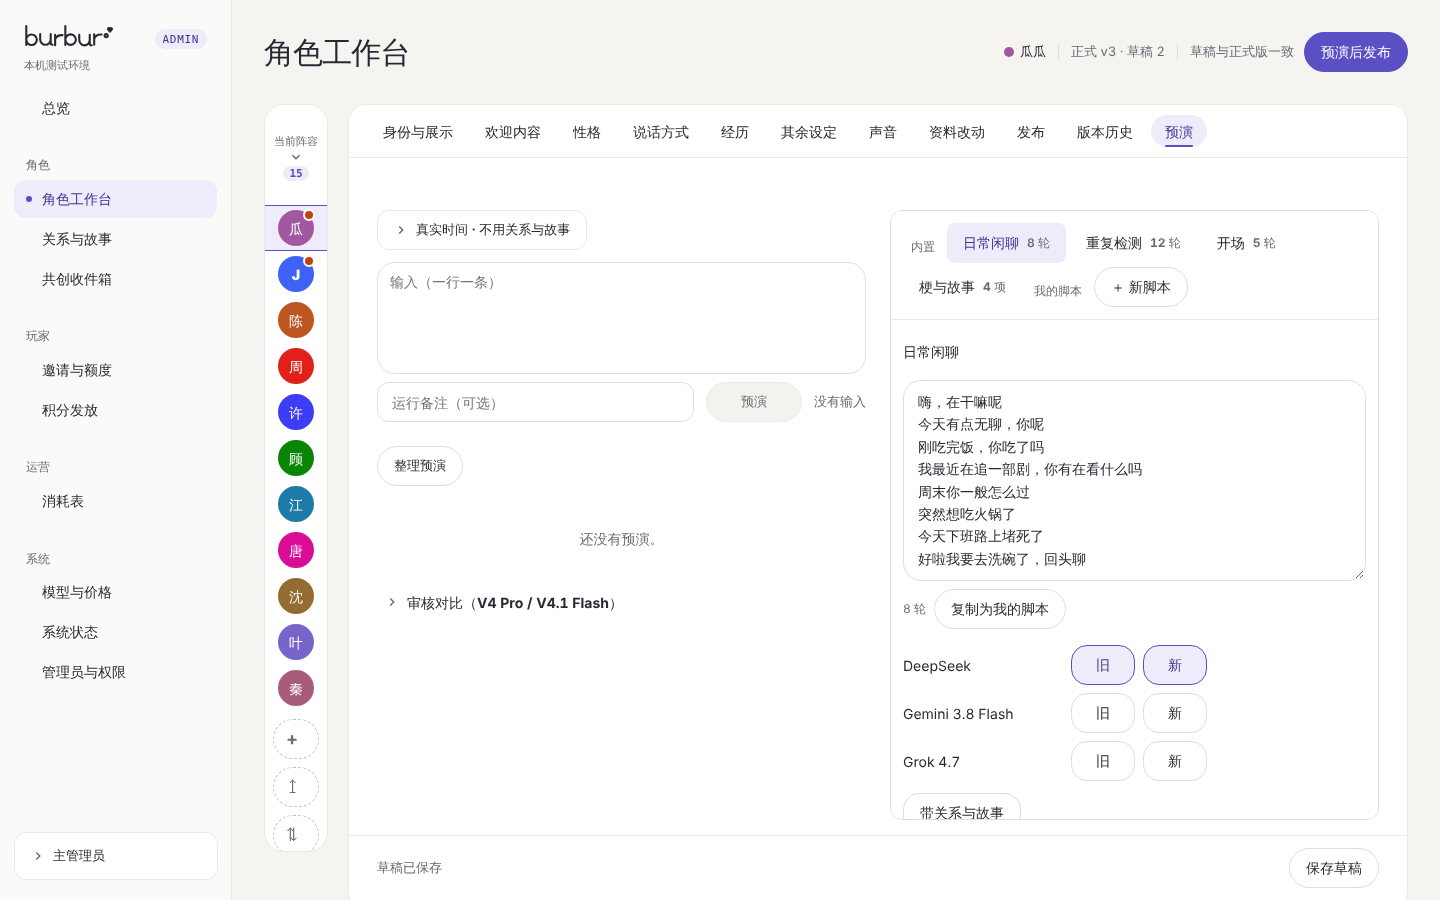 burbur
ADMIN
本机测试环境
总览
角色
角色工作台
关系与故事
共创收件箱
玩家
邀请与额度
积分发放
运营
消耗表
系统
模型与价格
系统状态
管理员与权限
主管理员
角色工作台
瓜瓜
正式 v3 · 草稿 2
草稿与正式版一致
预演后发布
当前阵容
15
瓜
J
陈
周
许
顾
江
唐
沈
叶
秦
+
身份与展示 欢迎内容 性格 说话方式 经历 其余设定 声音 资料改动 发布 版本历史 预演
真实时间 · 不用关系与故事
输入（一行一条）
运行备注（可选）
预演
没有输入
整理预演
还没有预演。
审核对比（V4 Pro / V4.1 Flash）
内置 日常闲聊 8 轮 重复检测 12 轮 开场 5 轮
梗与故事 4 项 我的脚本 + 新脚本
日常闲聊
嗨，在干嘛呢
今天有点无聊，你呢
刚吃完饭，你吃了吗
我最近在追一部剧，你有在看什么吗
周末你一般怎么过
突然想吃火锅了
今天下班路上堵死了
好啦我要去洗碗了，回头聊
8 轮 复制为我的脚本
DeepSeek 旧 新
Gemini 3.8 Flash 旧 新
Grok 4.7 旧 新
带关系与故事
草稿已保存
保存草稿